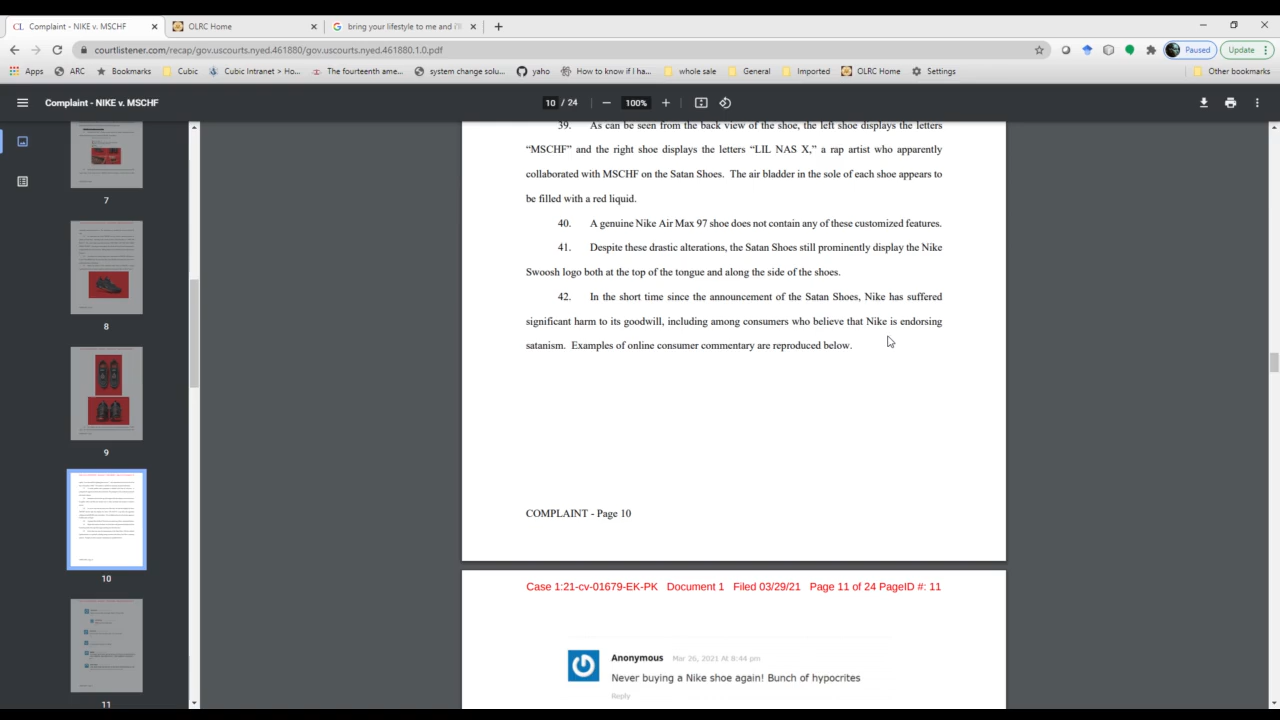 Complaint - NIKE v. MSCHF
OLRC Home
bring your lifestyle to me and i'll
courtlistener.com/recap/gov.uscourts.nyed.461880/gov.uscourts.nyed.461880.1.0.pdf
Paused
Update
Apps
ARC
Bookmarks
Cubic
Cubic Intranet > Ho...
The fourteenth ame...
system change solu...
yaho
How to know if I ha...
whole sale
General
Imported
OLRC Home
Settings
Other bookmarks
Complaint - NIKE v. MSCHF
10 / 24
100%
7
8
9
10
11
39. As can be seen from the back view of the shoe, the left shoe displays the letters
“MSCHF” and the right shoe displays the letters “LIL NAS X,” a rap artist who apparently
collaborated with MSCHF on the Satan Shoes. The air bladder in the sole of each shoe appears to
be filled with a red liquid.
40. A genuine Nike Air Max 97 shoe does not contain any of these customized features.
41. Despite these drastic alterations, the Satan Shoes still prominently display the Nike
Swoosh logo both at the top of the tongue and along the side of the shoes.
42. In the short time since the announcement of the Satan Shoes, Nike has suffered
significant harm to its goodwill, including among consumers who believe that Nike is endorsing
satanism. Examples of online consumer commentary are reproduced below.
COMPLAINT - Page 10
Case 1:21-cv-01679-EK-PK Document 1 Filed 03/29/21 Page 11 of 24 PageID #: 11
Anonymous Mar 26, 2021 At 8:44 pm
Never buying a Nike shoe again! Bunch of hypocrites
Reply